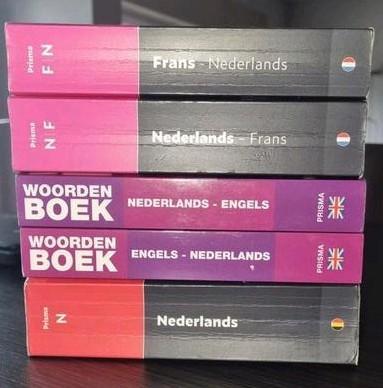 Prisma
F|N
Frans - Nederlands
Prisma
N|F
Nederlands - Frans
WOORDEN
BOEK
NEDERLANDS - ENGELS
PRISMA
WOORDEN
BOEK
ENGELS - NEDERLANDS
PRISMA
Prisma
N
Nederlands